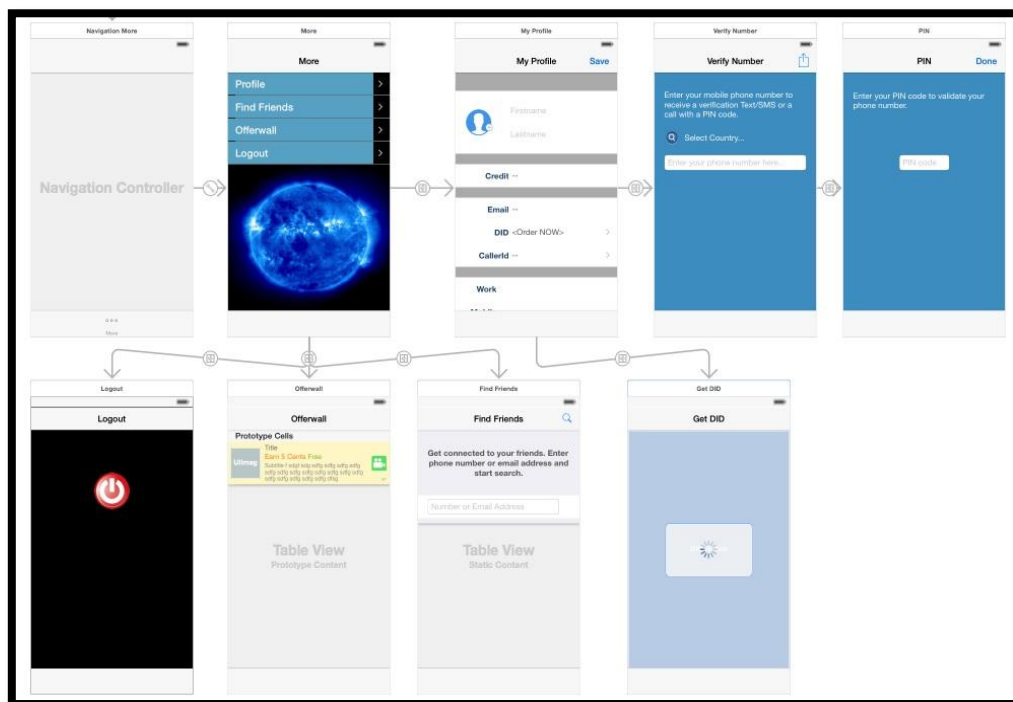 Navigation More
Navigation Controller
More
More
More
Profile
Find Friends
Offerwall
Logout
My Profile
My Profile
Save
Firstname
Lastname
Credit --
Email --
DID <Order NOW>
CallerId --
Work
Verify Number
Verify Number
Enter your mobile phone number to
receive a verification Text/SMS or a
call with a PIN code.
Select Country...
Enter your phone number here...
PIN
PIN
Done
Enter your PIN code to validate your
phone number.
PIN code
Logout
Logout
Offerwall
Offerwall
Prototype Cells
UIImag
Title
Earn 5 Cents Free
Table View
Prototype Content
Find Friends
Find Friends
Get connected to your friends. Enter
phone number or email address and
start search.
Number or Email Address
Table View
Static Content
Get DID
Get DID